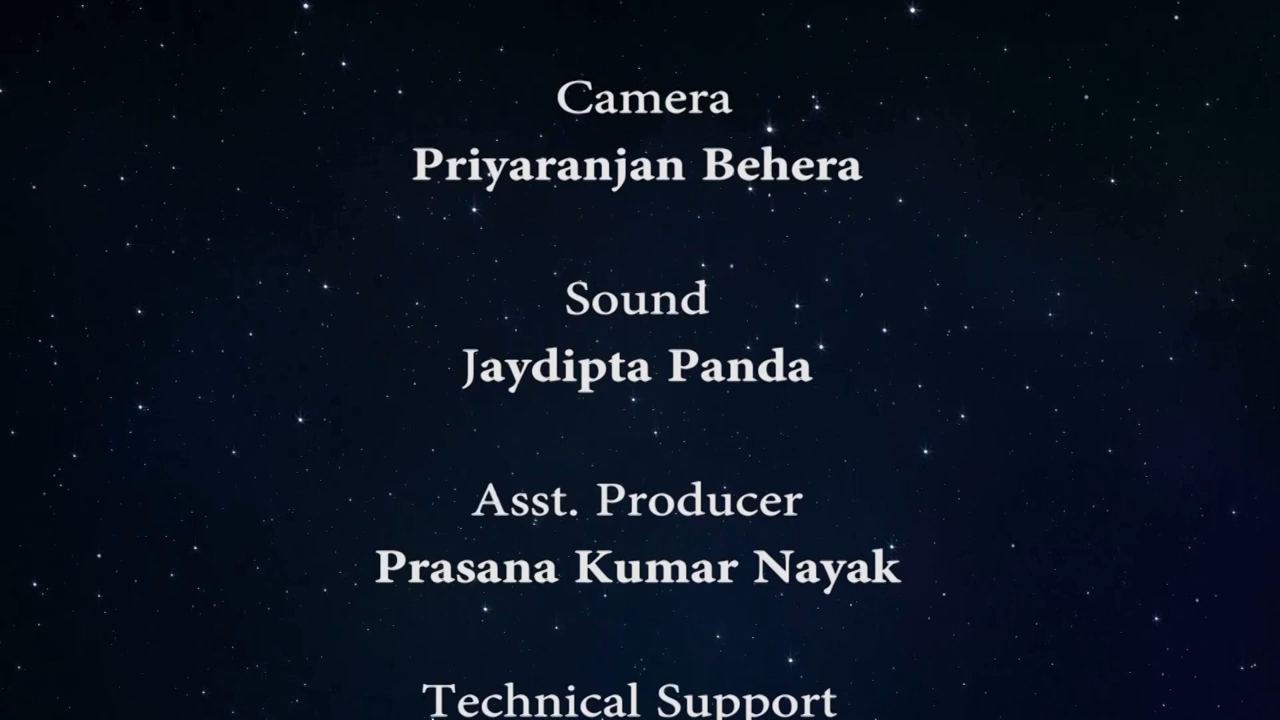 Camera
Priyaranjan Behera
Sound
Jaydipta Panda
Asst. Producer
Prasana Kumar Nayak
Technical Support